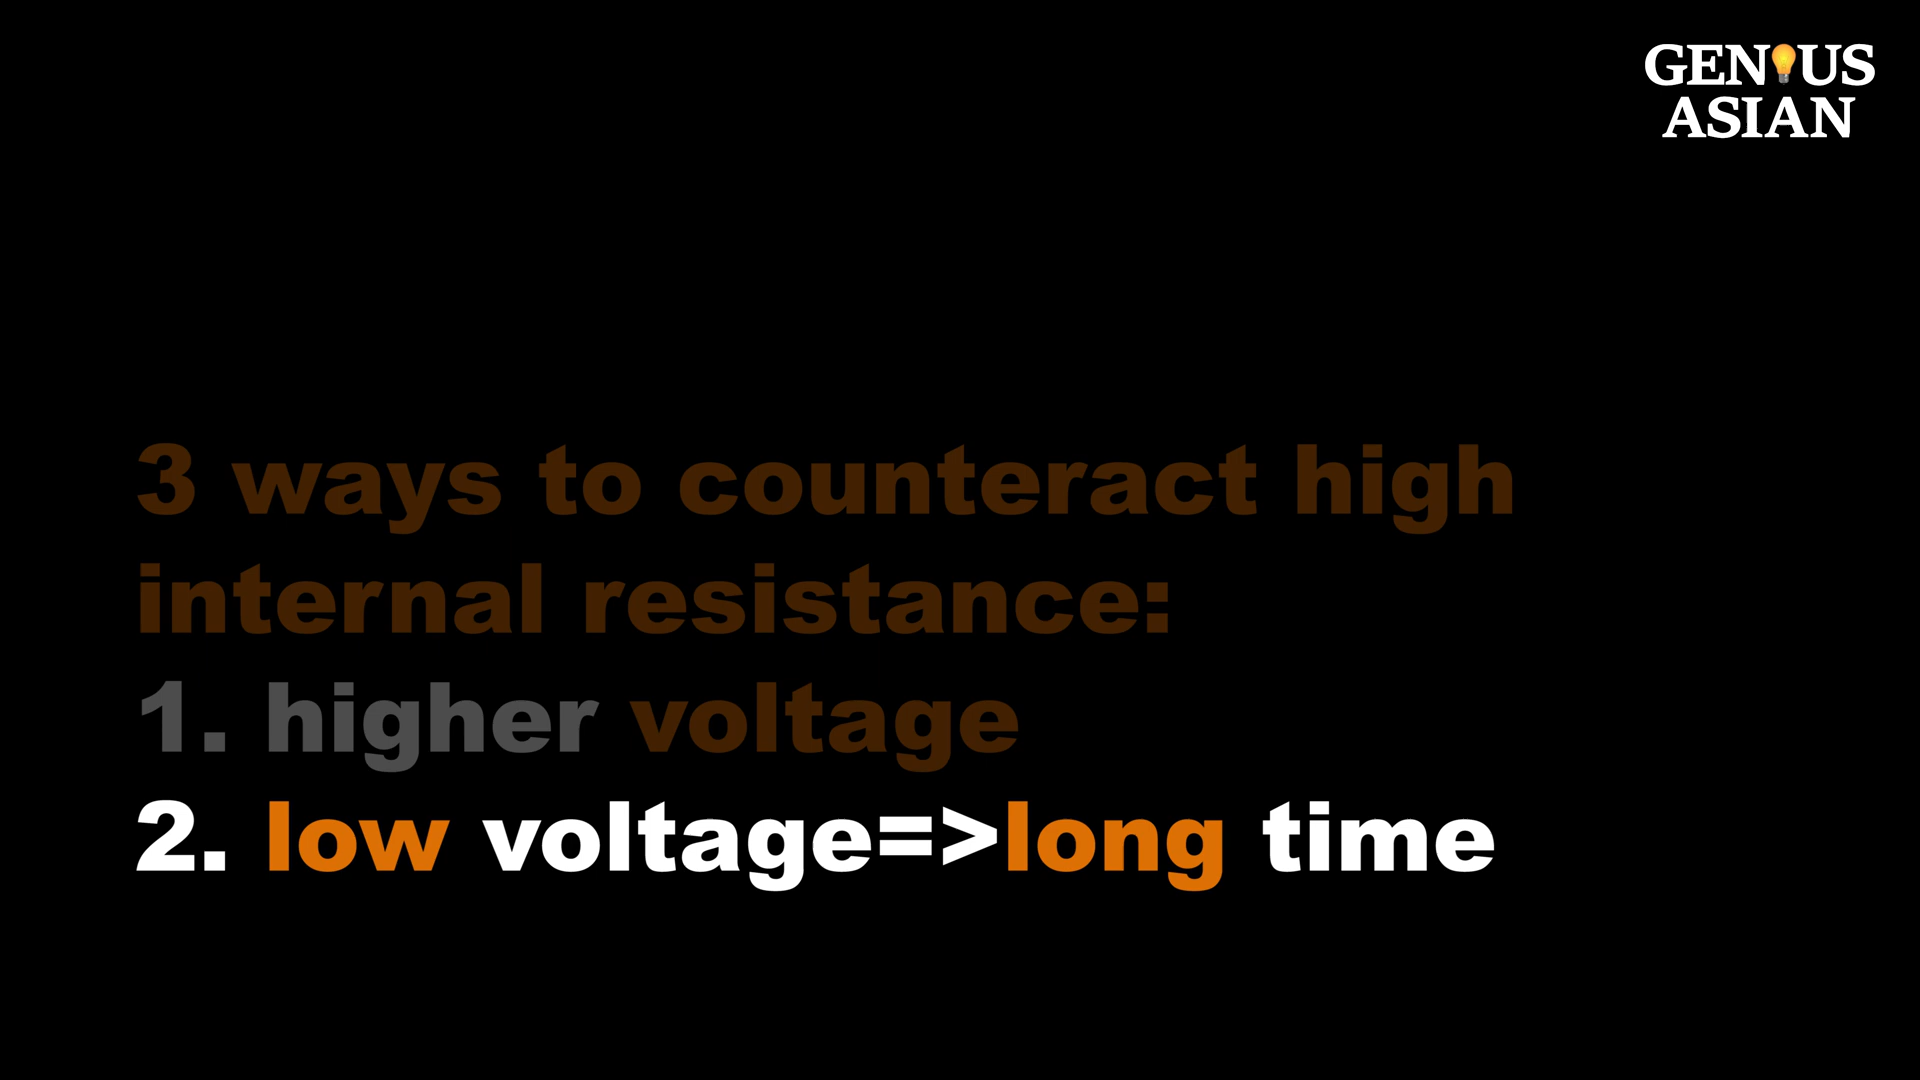 GENIUS
ASIAN
3 ways to counteract high
internal resistance:
1. higher voltage
2. low voltage=>long time